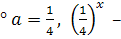 ° a = 1/4, (1/4)^x −